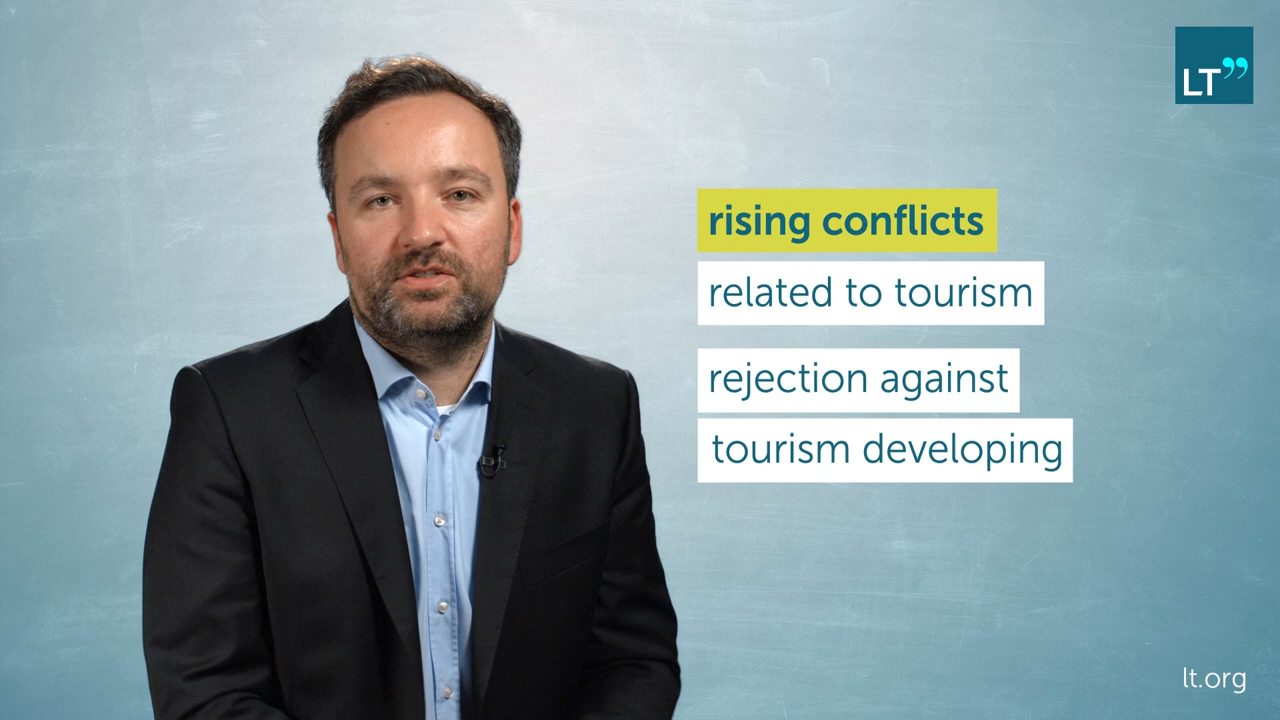 LT”
rising conflicts
related to tourism
rejection against
tourism developing
lt.org